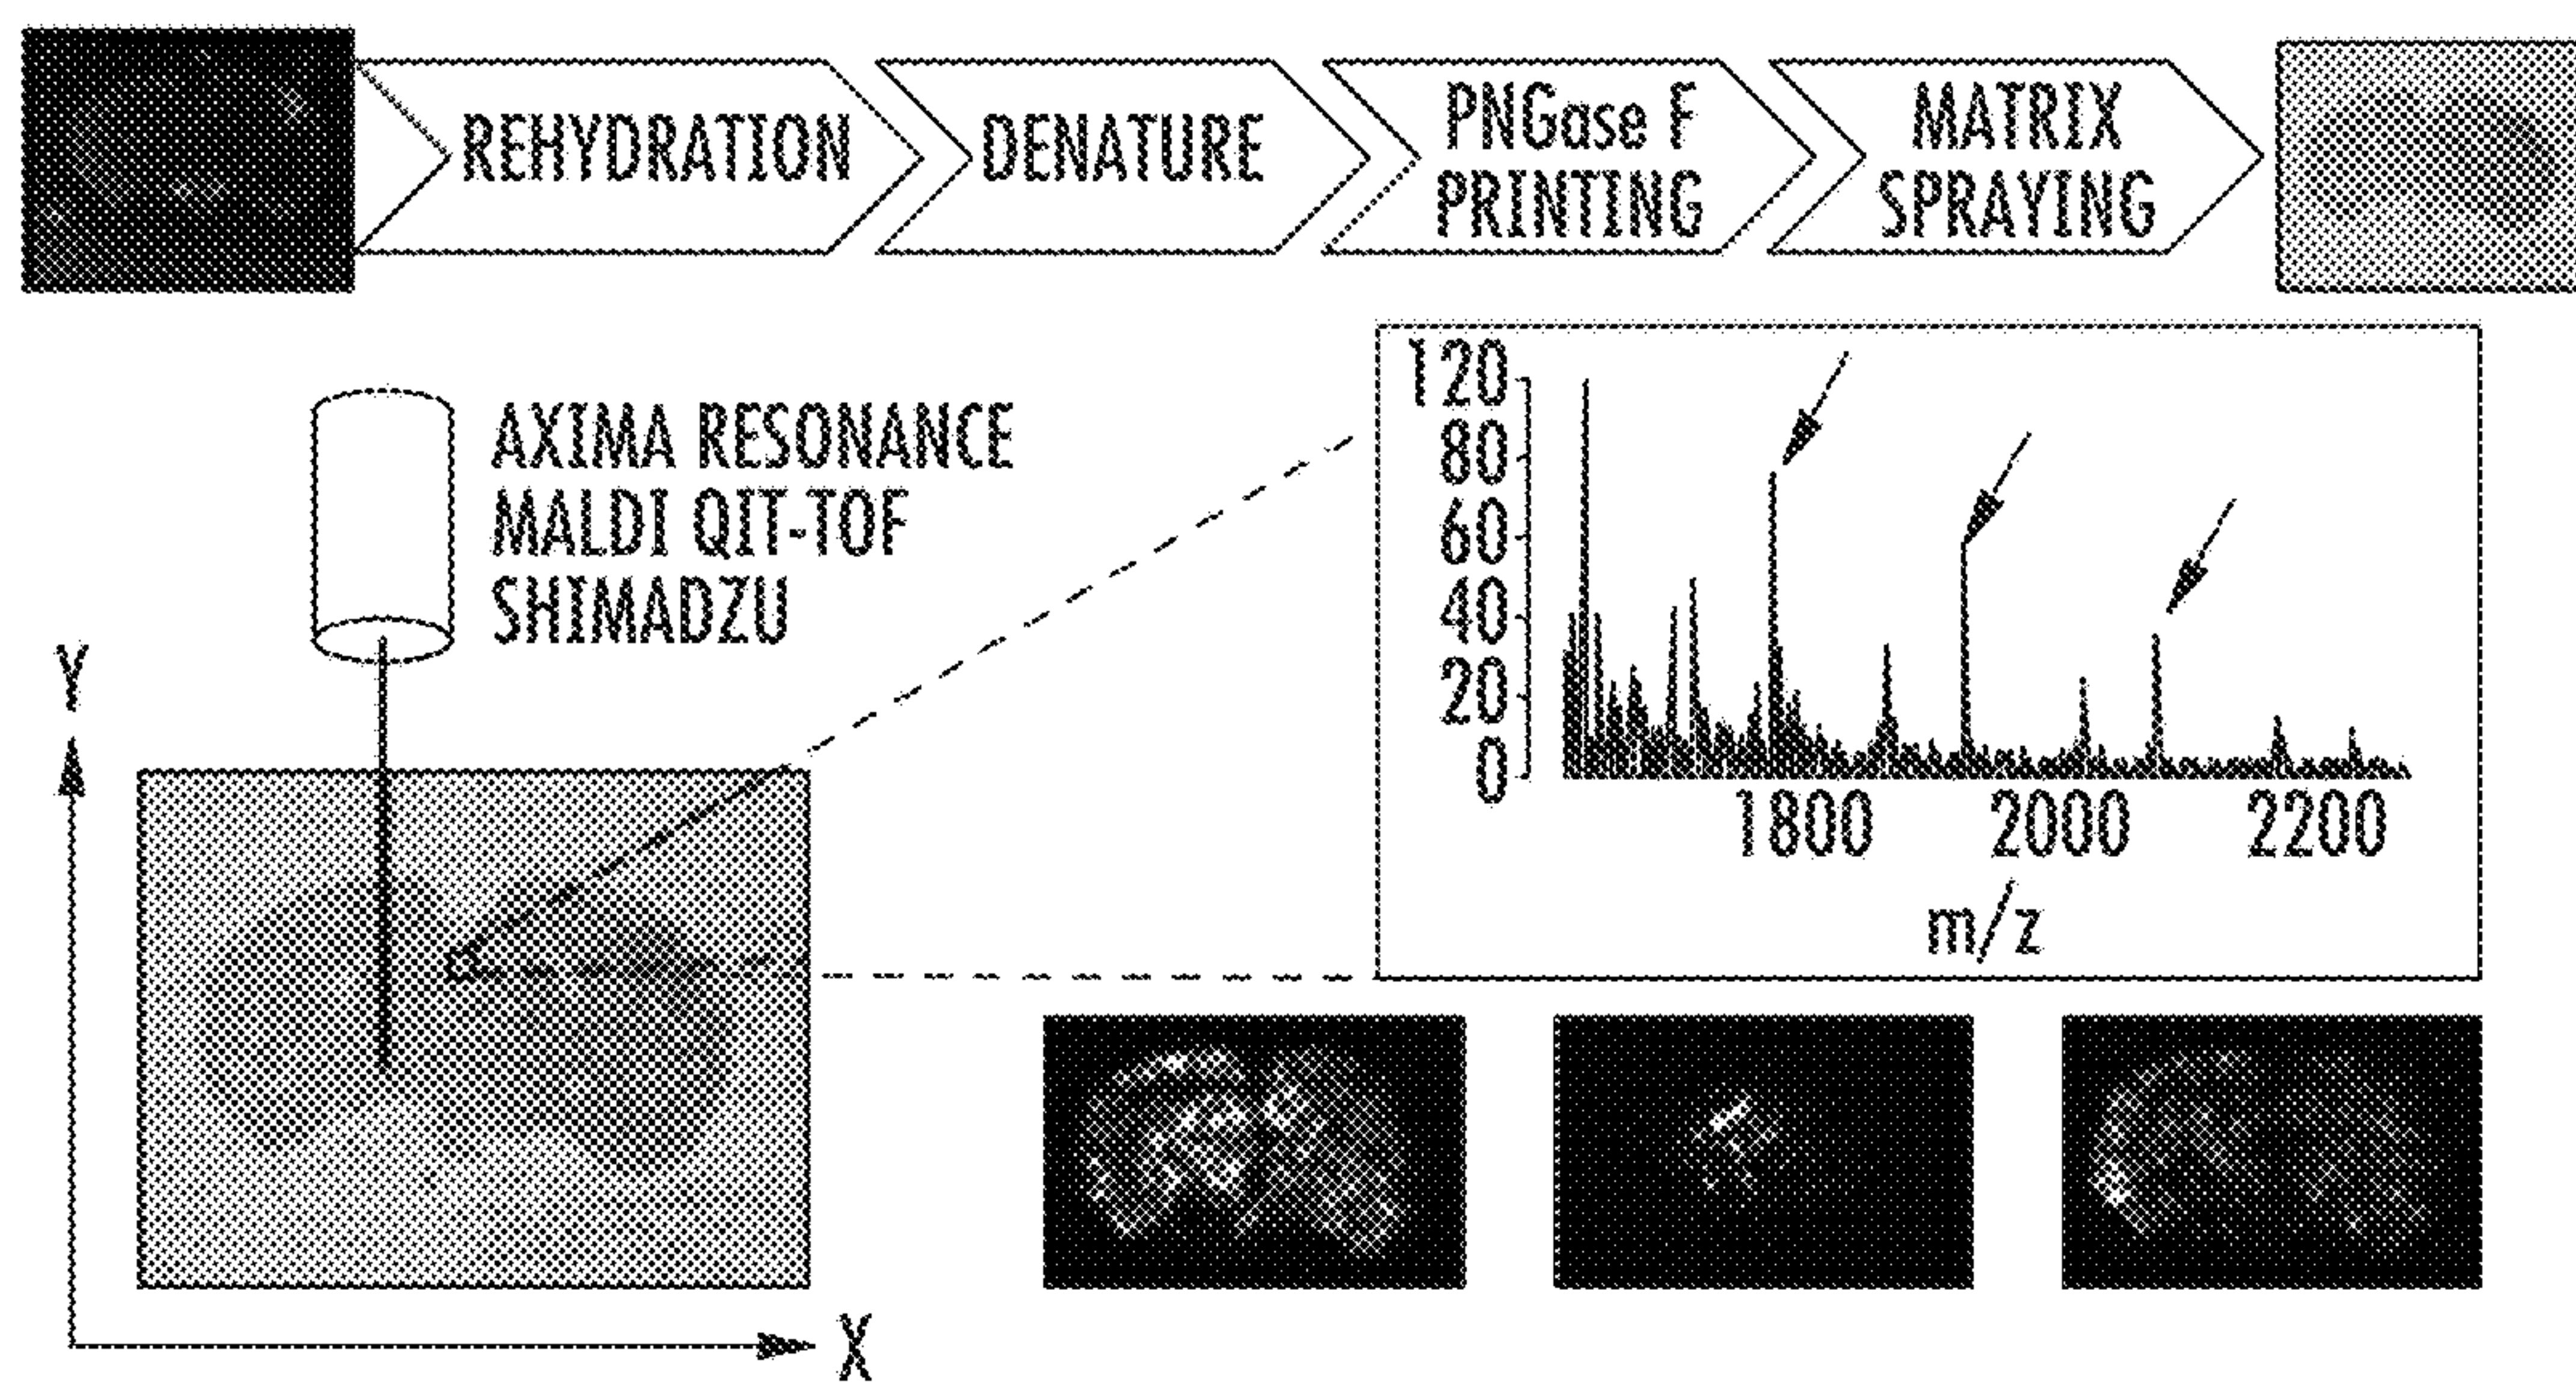 REHYDRATION
DENATURE
PNGase F
PRINTING
MATRIX
SPRAYING
AXIMA RESONANCE
MALDI QIT-TOF
SHIMADZU
Y
X
120
80
60
40
20
0
1800 2000 2200
m/z